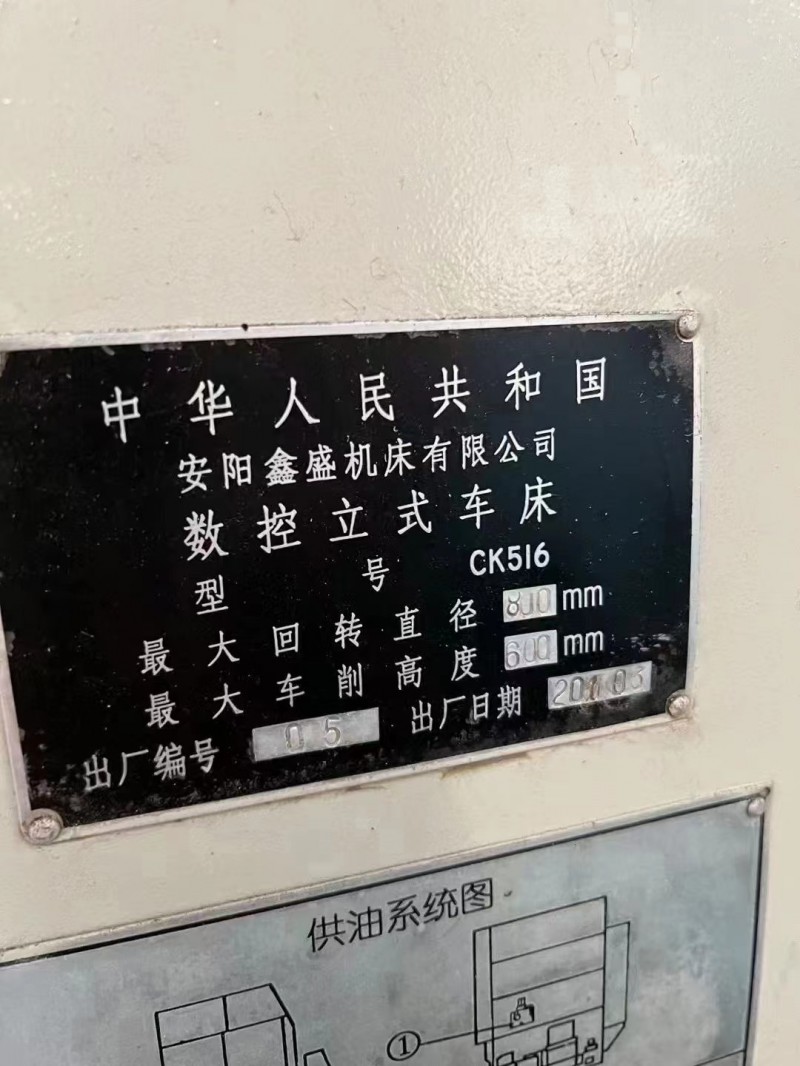 中华人民共和国
安阳鑫盛机床有限公司
数控立式车床
型号 CK516
最大回转直径 800 mm
最大车削高度 600 mm
出厂编号 05 出厂日期
供油系统图
①